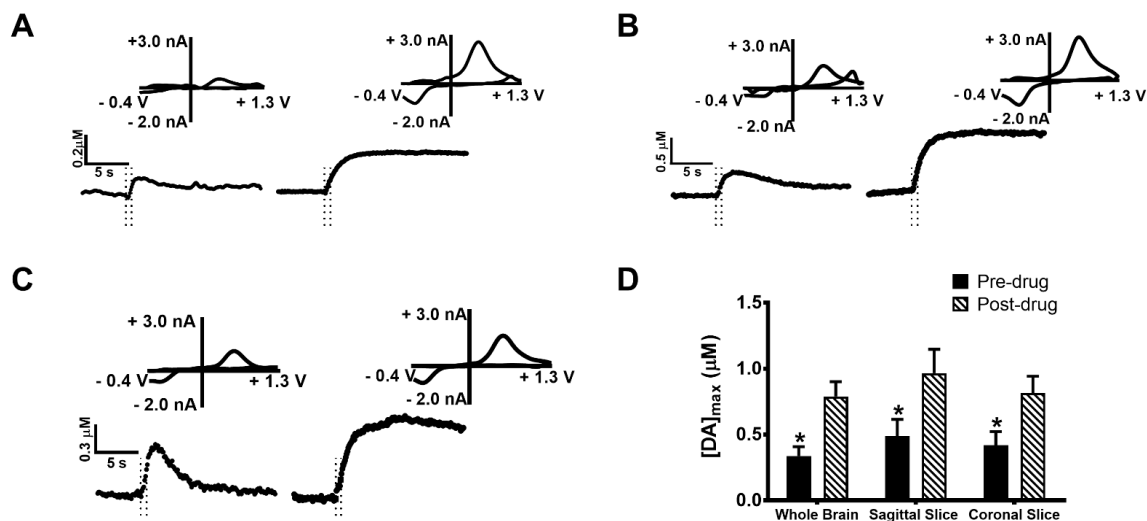 A
+3.0 nA
- 0.4 V
+ 1.3 V
- 2.0 nA
+ 3.0 nA
- 0.4 V
+ 1.3 V
- 2.0 nA
0.2µM
5 s
B
+ 3.0 nA
- 0.4 V
+ 1.3 V
- 2.0 nA
+ 3.0 nA
- 0.4 V
+ 1.3 V
- 2.0 nA
0.5 µM
5 s
C
+ 3.0 nA
- 0.4 V
+ 1.3 V
- 2.0 nA
+ 3.0 nA
- 0.4 V
+ 1.3 V
- 2.0 nA
0.3 µM
5 s
D
Pre-drug
Post-drug
[DA]max (µM)
1.5
1.0
0.5
0.0
*
*
*
Whole Brain
Sagittal Slice
Coronal Slice